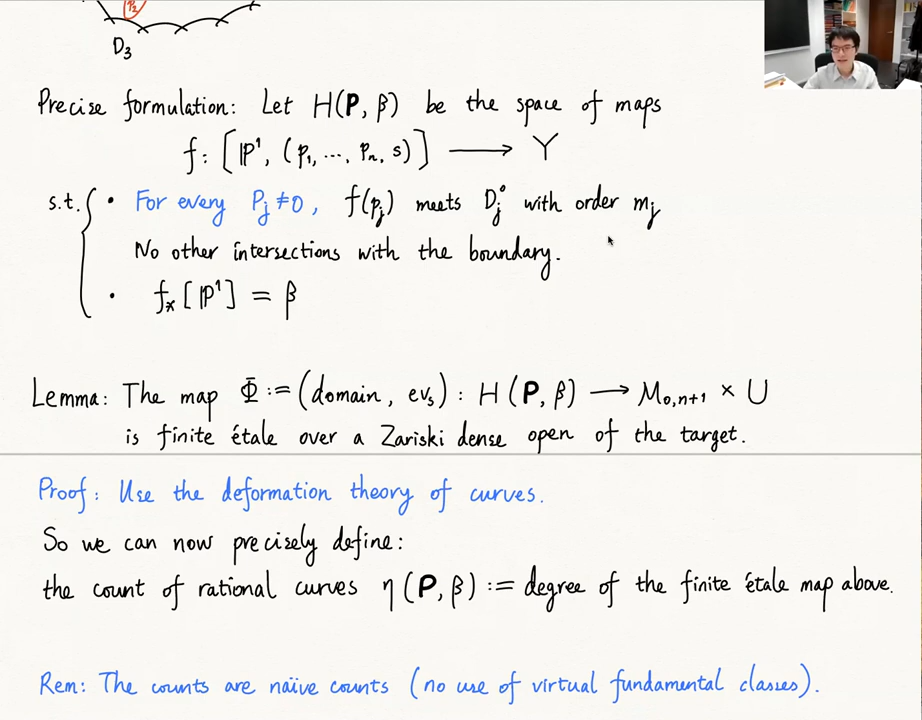 P₂
D₃
Precise formulation: Let H(P, β) be the space of maps
f: [ℙ¹, (p₁, ..., pₙ, s)] ⟶ Y
s.t. { • For every Pⱼ ≠ 0, f(pⱼ) meets Dⱼ° with order mⱼ
No other intersections with the boundary.
• f_*[ℙ¹] = β
Lemma: The map Φ := (domain, evₛ) : H(P, β) ⟶ M₀,ₙ₊₁ × U
is finite étale over a Zariski dense open of the target.
Proof: Use the deformation theory of curves.
So we can now precisely define:
the count of rational curves η(P, β) := degree of the finite étale map above.
Rem: The counts are naïve counts (no use of virtual fundamental classes).